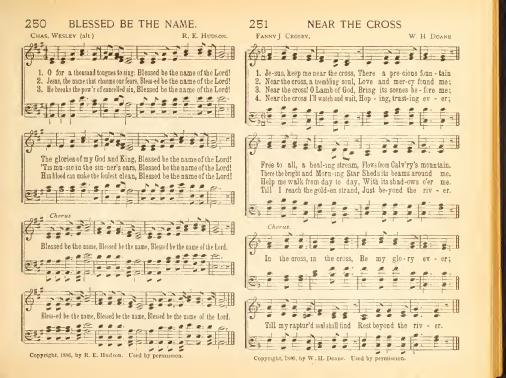 250 BLESSED BE THE NAME.
CHAS, WESLEY (alt) R. E. HUDSON.
1. O for a thousand tongues to sing: Blessed be the name of the Lord!
2. Jesus, the name that charms our fears, Blessed be the name of the Lord!
3. He breaks the pow'r of cancelled sin, Blessed be the name of the Lord!
The glories of my God and King, Blessed be the name of the Lord!
'Tis music in the sinner's ears, Blessed be the name of the Lord!
His blood can make the foulest clean, Blessed be the name of the Lord!
Chorus
Blessed be the name, Blessed be the name, Blessed be the name of the Lord.
Bless-ed be the name, Blessed be the name, Blessed be the name of the Lord.
Copyright, 1886, by R. E. Hudson. Used by permission.
251 NEAR THE CROSS
FANNY J CROSBY. W. H DOANE
1. Je-sus, keep me near the cross, There a pre-cious foun-tain
2. Near the cross, a trembling soul, Love and mer-cy found me;
3. Near the cross! O Lamb of God, Bring its scenes be-fore me;
4. Near the cross I'll watch and wait, Hop-ing, trust-ing ev-er;
Free to all, a heal-ing stream, Flows from Calv'ry's mountain.
There the bright and Morn-ing Star Sheds its beams around me.
Help me walk from day to day, With its shad-ows o'er me.
Till I reach the gold-en strand, Just be-yond the riv-er.
Chorus.
In the cross, in the cross, Be my glo-ry ev-er;
Till my raptur'd soul shall find Rest beyond the riv-er.
Copyright, by W. H. Doane. Used by permission.